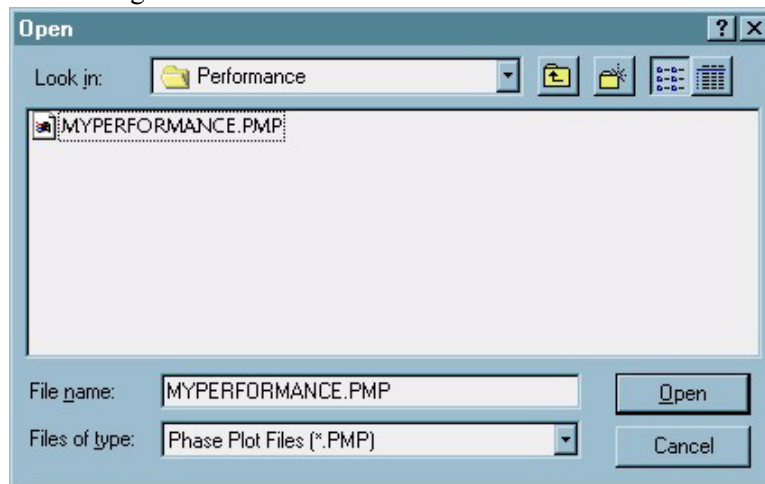 Open
Look in: Performance
MYPERFORMANCE.PMP
File name: MYPERFORMANCE.PMP Open
Files of type: Phase Plot Files (*.PMP) Cancel